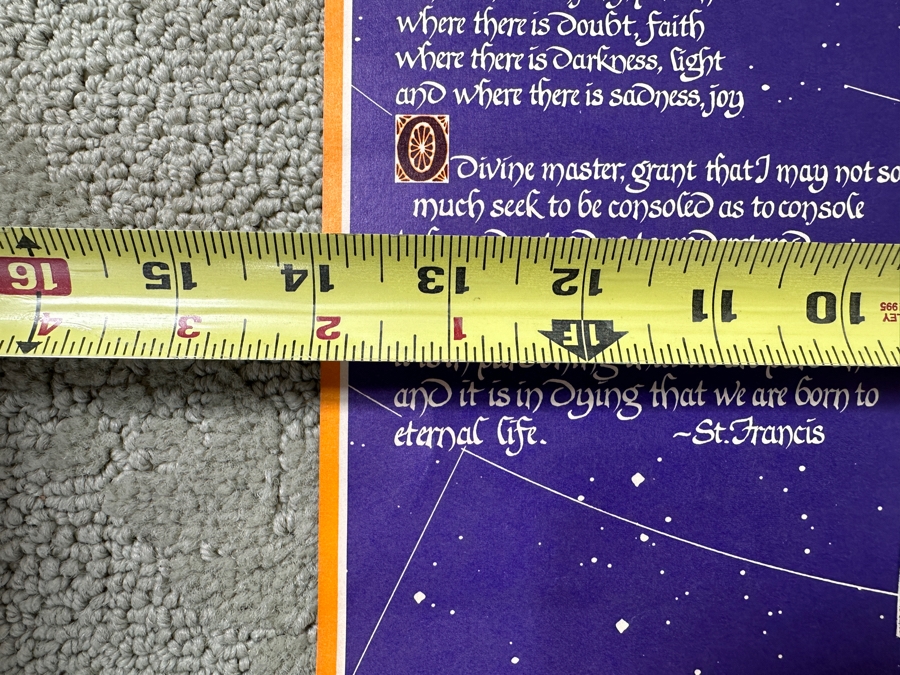 where there is doubt, faith
where there is darkness, light
and where there is sadness, joy
O Divine master, grant that I may not so
much seek to be consoled as to console
16 15 14 13 12 11 10
4 3 2 1 1F
995
and it is in dying that we are born to
eternal life. ~St. Francis